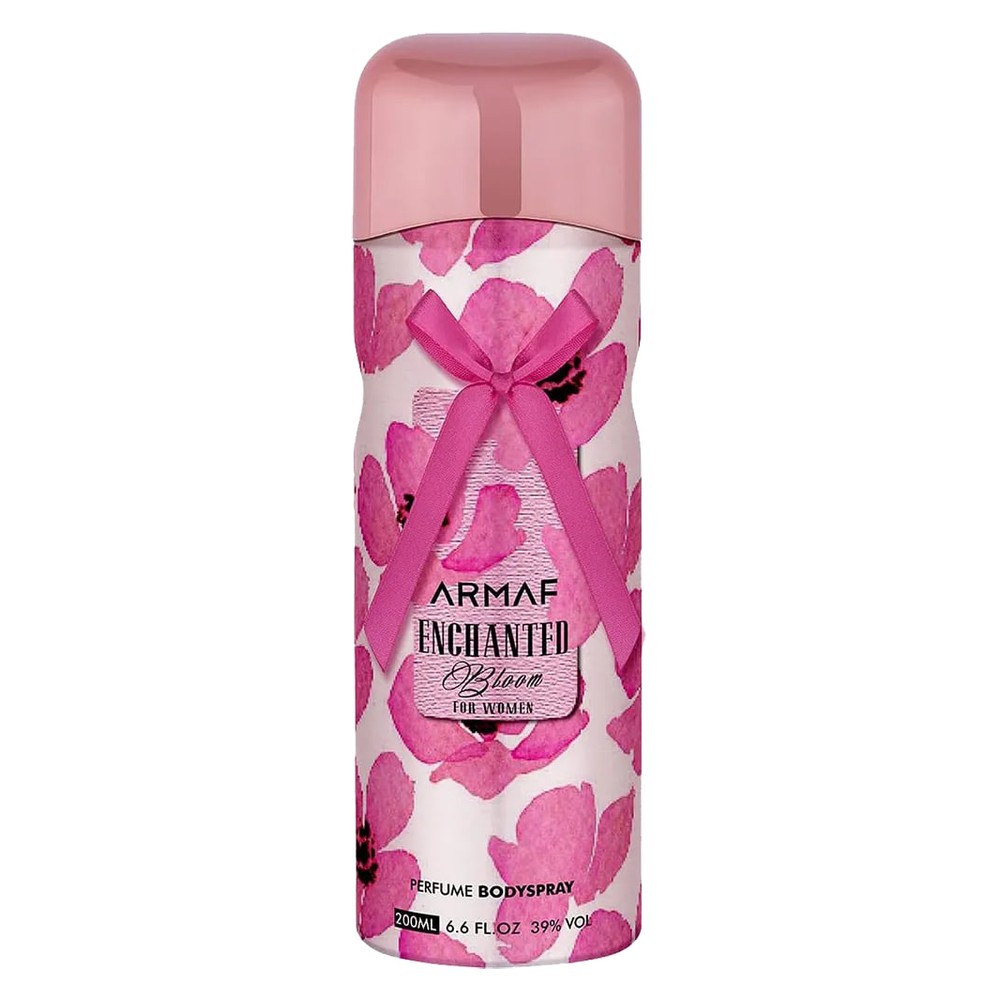 ARMAF
ENCHANTED
Bloom
FOR WOMEN
PERFUME BODYSPRAY
200ML 6.6 FL.OZ 39% VOL